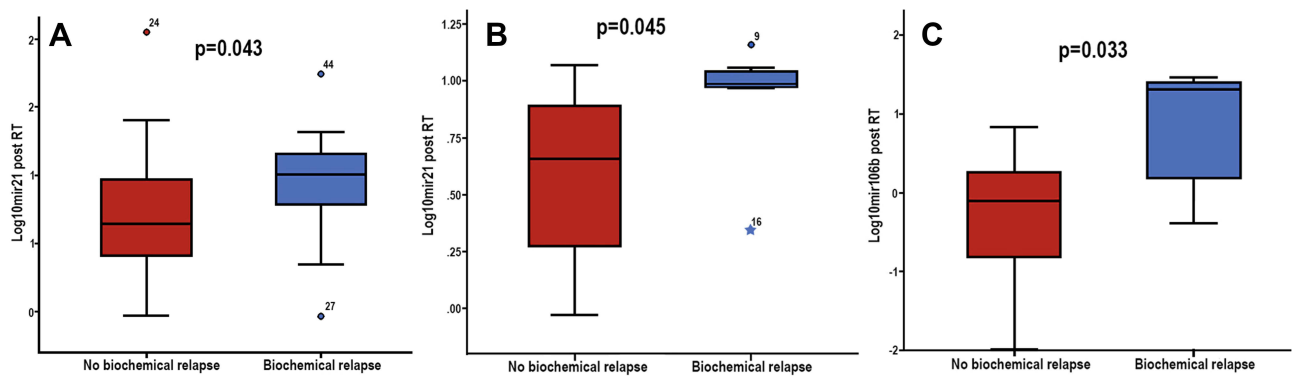 A
p=0.043
24
44
27
2
2
1
1
0
Log10mir21 post RT
No biochemical relapse
Biochemical relapse
B
p=0.045
9
16
1.25
1.00
.75
.50
.25
.00
Log10mir21 post RT
No biochemical relapse
Biochemical relapse
C
p=0.033
2
1
0
-1
-2
Log10mir106b post RT
No biochemical relapse
Biochemical relapse